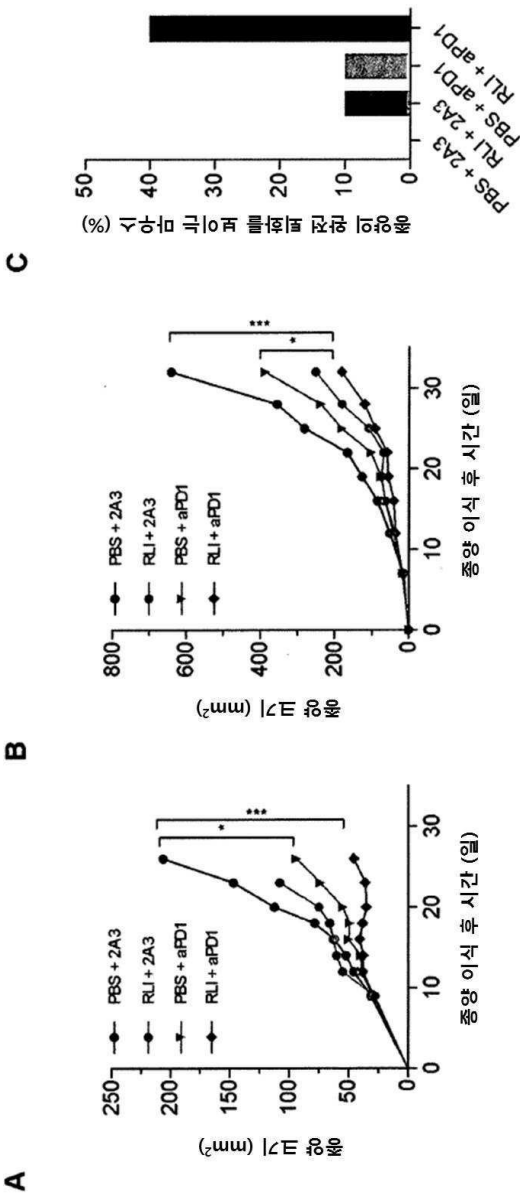 A
종양 크기 (mm²)
250
200
150
100
50
0
PBS + 2A3
RLI + 2A3
PBS + aPD1
RLI + aPD1
*
***
0
10
20
30
종양 이식 후 시간 (일)
B
종양 크기 (mm²)
800
600
400
200
0
PBS + 2A3
RLI + 2A3
PBS + aPD1
RLI + aPD1
*
***
0
10
20
30
종양 이식 후 시간 (일)
C
종양의 완전 퇴화를 보이는 마우스 (%)
50
40
30
20
10
0
PBS + 2A3
RLI + 2A3
PBS + aPD1
RLI + aPD1